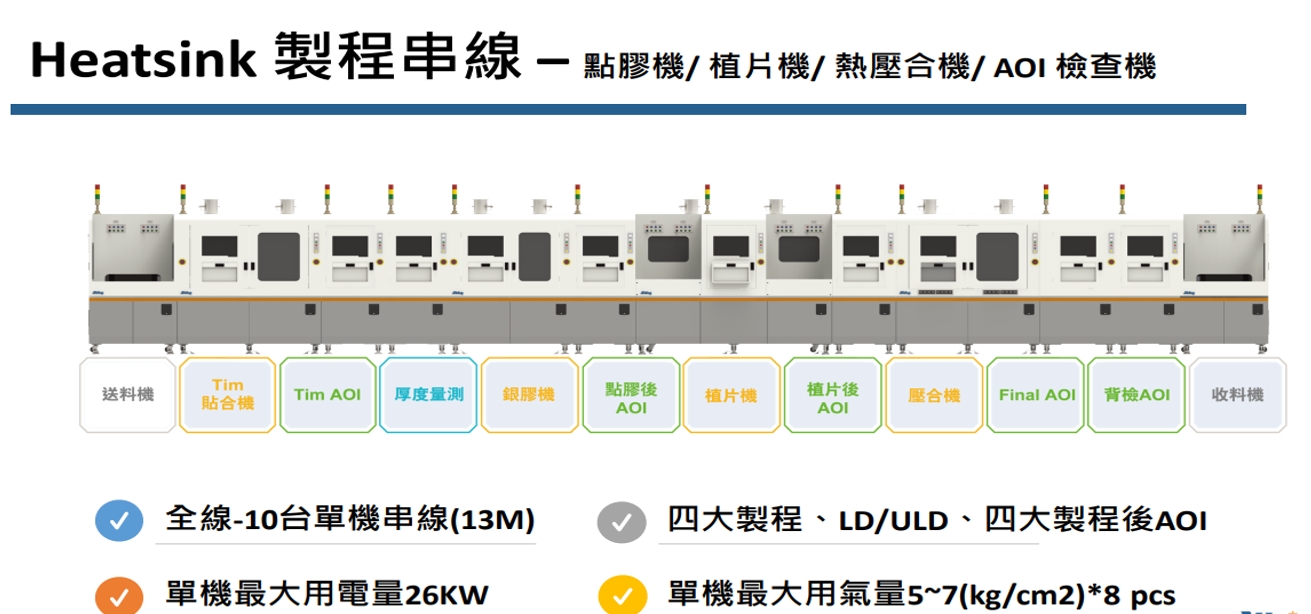 Heatsink 製程串線 – 點膠機/ 植片機/ 熱壓合機/ AOI 檢查機
送料機
Tim
貼合機
Tim AOI
厚度量測
銀膠機
點膠後
AOI
植片機
植片後
AOI
壓合機
Final AOI
背檢AOI
收料機
全線-10台單機串線(13M)
四大製程、LD/ULD、四大製程後AOI
單機最大用電量26KW
單機最大用氣量5~7(kg/cm2)*8 pcs